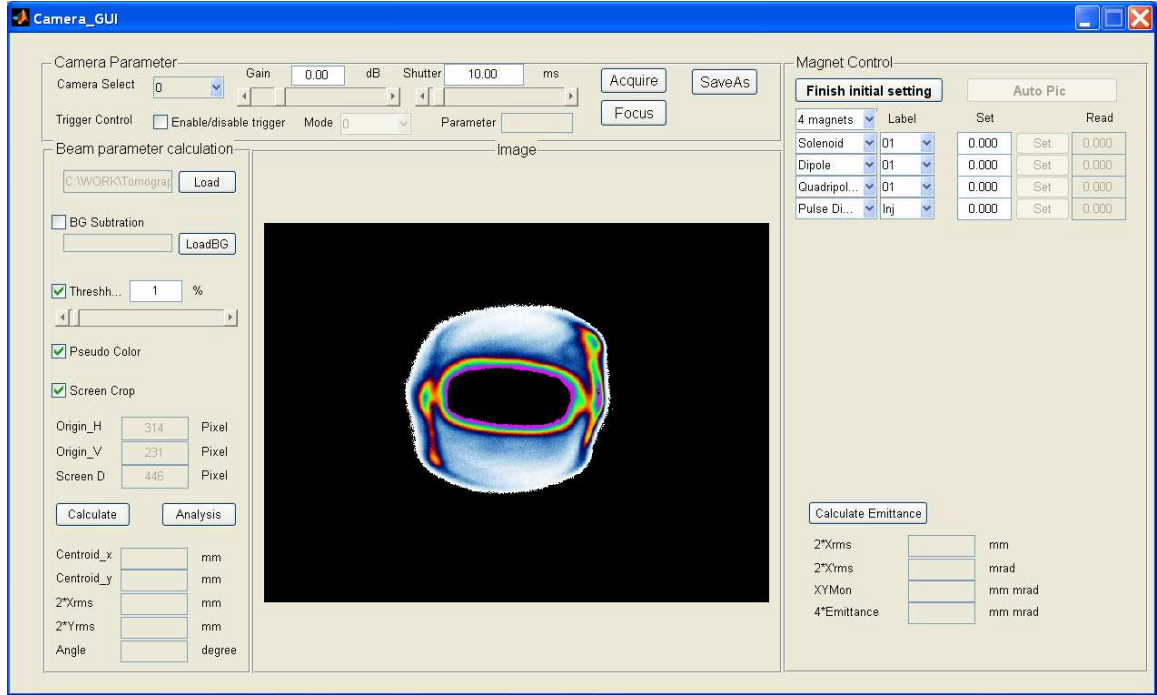 Camera_GUI
Camera Parameter
Camera Select 0 Gain 0.00 dB Shutter 10.00 ms Acquire SaveAs
Trigger Control Enable/disable trigger Mode 0 Parameter Focus
Beam parameter calculation
C:\WORK\Tomograp Load
BG Subtration
LoadBG
Threshh... 1 %
Pseudo Color
Screen Crop
Origin_H 314 Pixel
Origin_V 231 Pixel
Screen D 446 Pixel
Calculate Analysis
Centroid_x mm
Centroid_y mm
2*Xrms mm
2*Yrms mm
Angle degree
Image
Magnet Control
Finish initial setting Auto Pic
4 magnets Label Set Read
Solenoid 01 0.000 Set 0.000
Dipole 01 0.000 Set 0.000
Quadripol... 01 0.000 Set 0.000
Pulse Di... Inj 0.000 Set 0.000
Calculate Emittance
2*Xrms mm
2*X'rms mrad
XYMon mm mrad
4*Emittance mm mrad